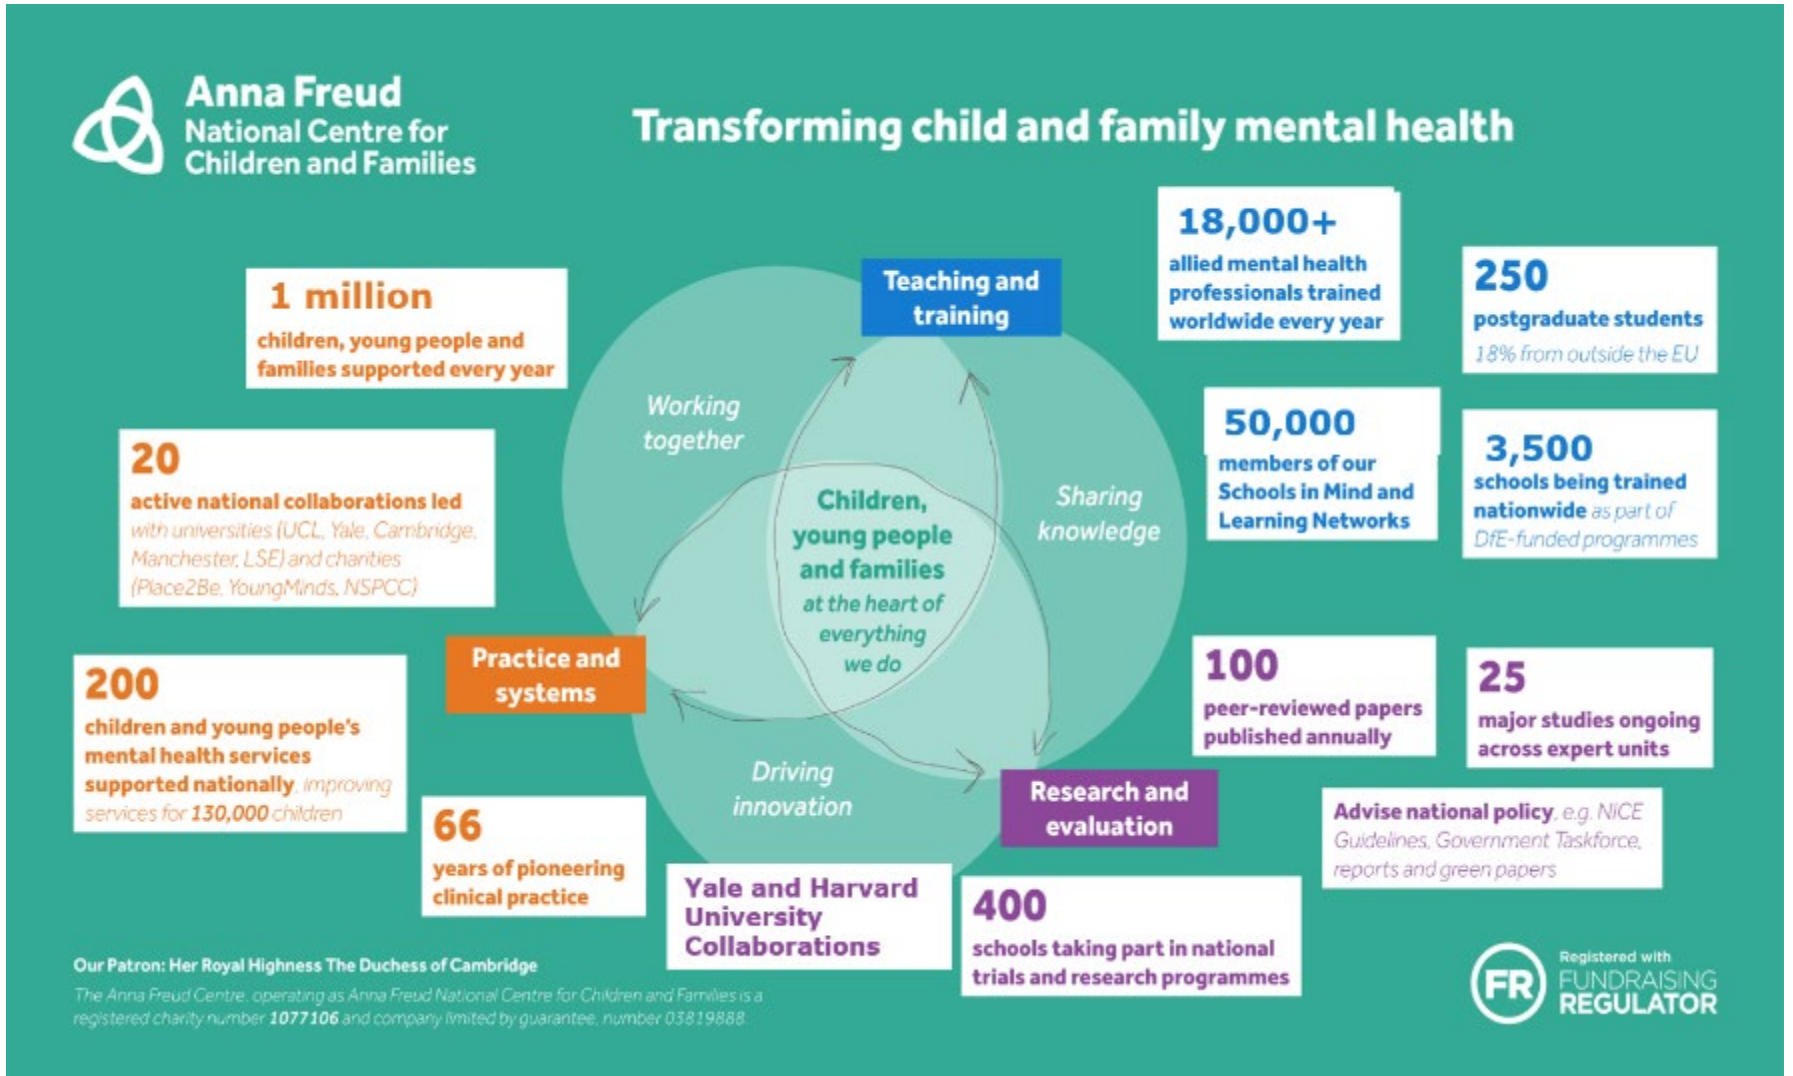 Anna Freud
National Centre for
Children and Families
Transforming child and family mental health
1 million
children, young people and
families supported every year
20
active national collaborations led
with universities (UCL, Yale, Cambridge,
Manchester, LSE) and charities
(Place2Be, YoungMinds, NSPCC)
200
children and young people's
mental health services
supported nationally, improving
services for 130,000 children
66
years of pioneering
clinical practice
Practice and
systems
Working
together
Teaching and
training
Children,
young people
and families
at the heart of
everything
we do
Sharing
knowledge
Driving
innovation
Research and
evaluation
18,000+
allied mental health
professionals trained
worldwide every year
250
postgraduate students
18% from outside the EU
50,000
members of our
Schools in Mind and
Learning Networks
3,500
schools being trained
nationwide as part of
DfE-funded programmes
100
peer-reviewed papers
published annually
25
major studies ongoing
across expert units
Advise national policy, e.g. NICE
Guidelines, Government Taskforce,
reports and green papers
Yale and Harvard
University
Collaborations
400
schools taking part in national
trials and research programmes
Our Patron: Her Royal Highness The Duchess of Cambridge
The Anna Freud Centre, operating as Anna Freud National Centre for Children and Families is a
registered charity number 1077106 and company limited by guarantee, number 03819888.
FR
Registered with
FUNDRAISING
REGULATOR